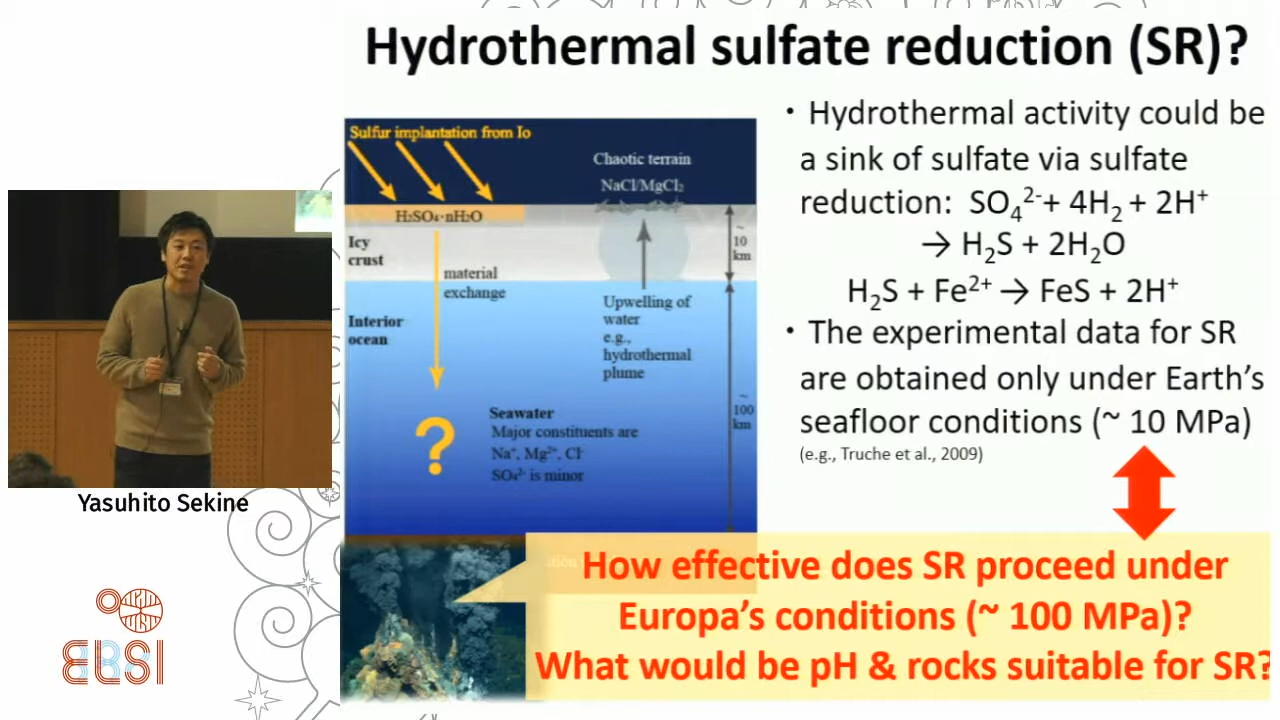 Hydrothermal sulfate reduction (SR)?
Sulfur implantation from Io
Chaotic terrain
NaCl/MgCl₂
H₂SO₄·nH₂O
Icy
crust
~
10
km
material
exchange
Interior
ocean
Upwelling of
water
e.g.,
hydrothermal
plume
?
Seawater
Major constituents are
Na⁺, Mg²⁺, Cl⁻
SO₄²⁻ is minor
~
100
km
・Hydrothermal activity could be
a sink of sulfate via sulfate
reduction: SO₄²⁻+ 4H₂ + 2H⁺
→ H₂S + 2H₂O
H₂S + Fe²⁺ → FeS + 2H⁺
・The experimental data for SR
are obtained only under Earth's
seafloor conditions (~ 10 MPa)
(e.g., Truche et al., 2009)
How effective does SR proceed under
Europa's conditions (~ 100 MPa)?
What would be pH & rocks suitable for SR?
Yasuhito Sekine
ELSI